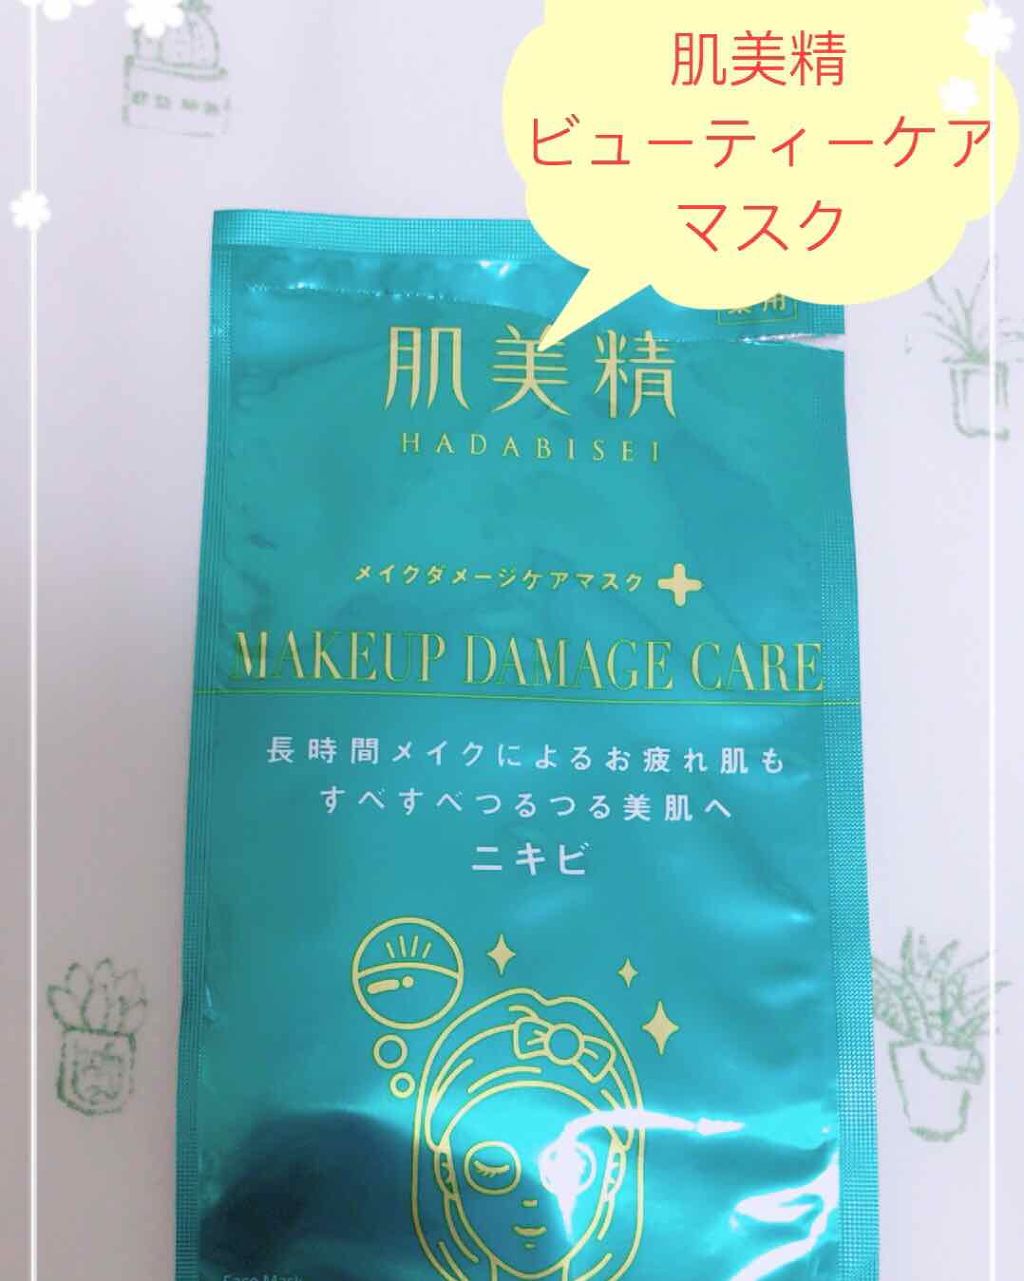 肌美精
ビューティーケア
マスク
薬用
肌美精
HADABISEI
メイクダメージケアマスク
MAKEUP DAMAGE CARE
長時間メイクによるお疲れ肌も
すべすべつるつる美肌へ
ニキビ
Face Mask